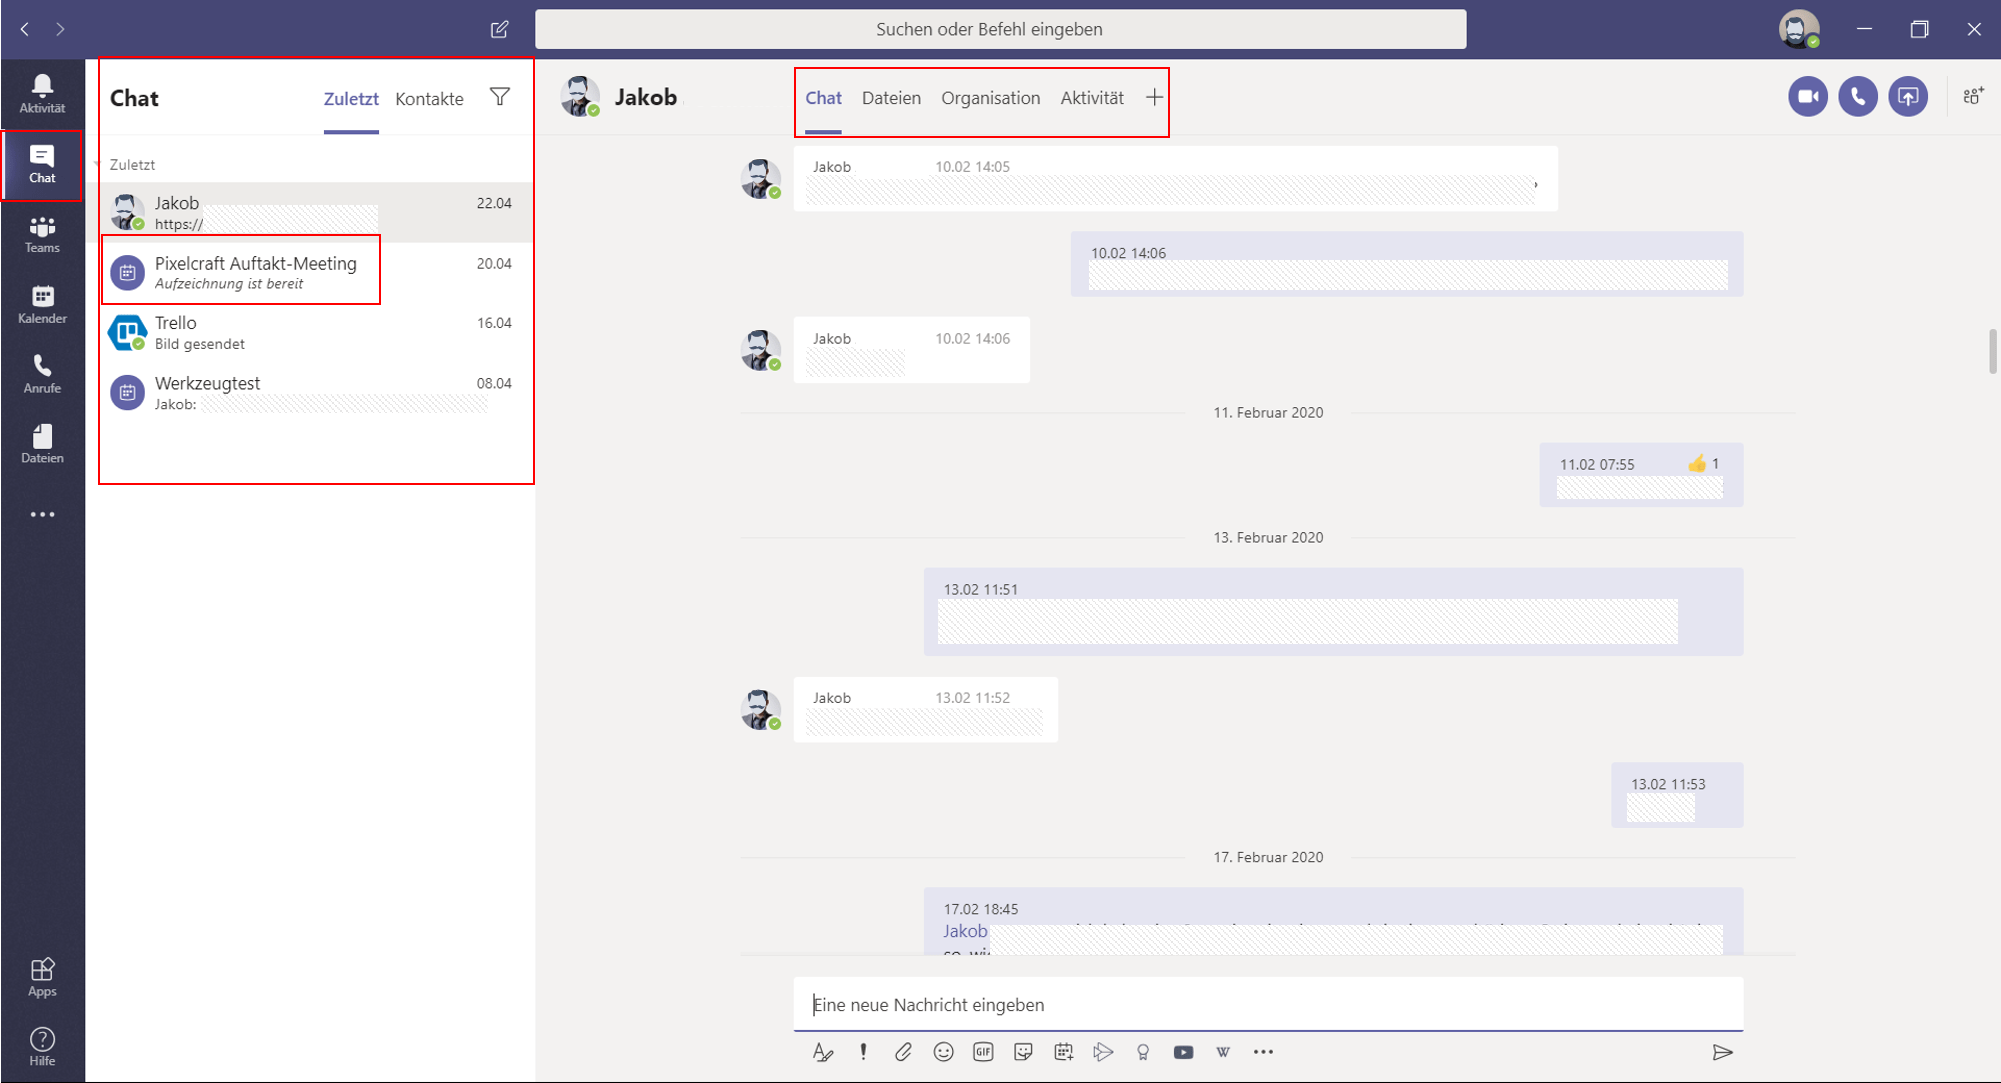 Suchen oder Befehl eingeben
Aktivität
Chat
Teams
Kalender
Anrufe
Dateien
Apps
Hilfe
Chat
Zuletzt
Kontakte
Zuletzt
Jakob 22.04
https://
Pixelcraft Auftakt-Meeting 20.04
Aufzeichnung ist bereit
Trello 16.04
Bild gesendet
Werkzeugtest 08.04
Jakob:
Jakob
Chat Dateien Organisation Aktivität
Jakob 10.02 14:05
10.02 14:06
Jakob 10.02 14:06
11. Februar 2020
11.02 07:55 👍 1
13. Februar 2020
13.02 11:51
Jakob 13.02 11:52
13.02 11:53
17. Februar 2020
17.02 18:45
Jakob
Eine neue Nachricht eingeben
GIF
W